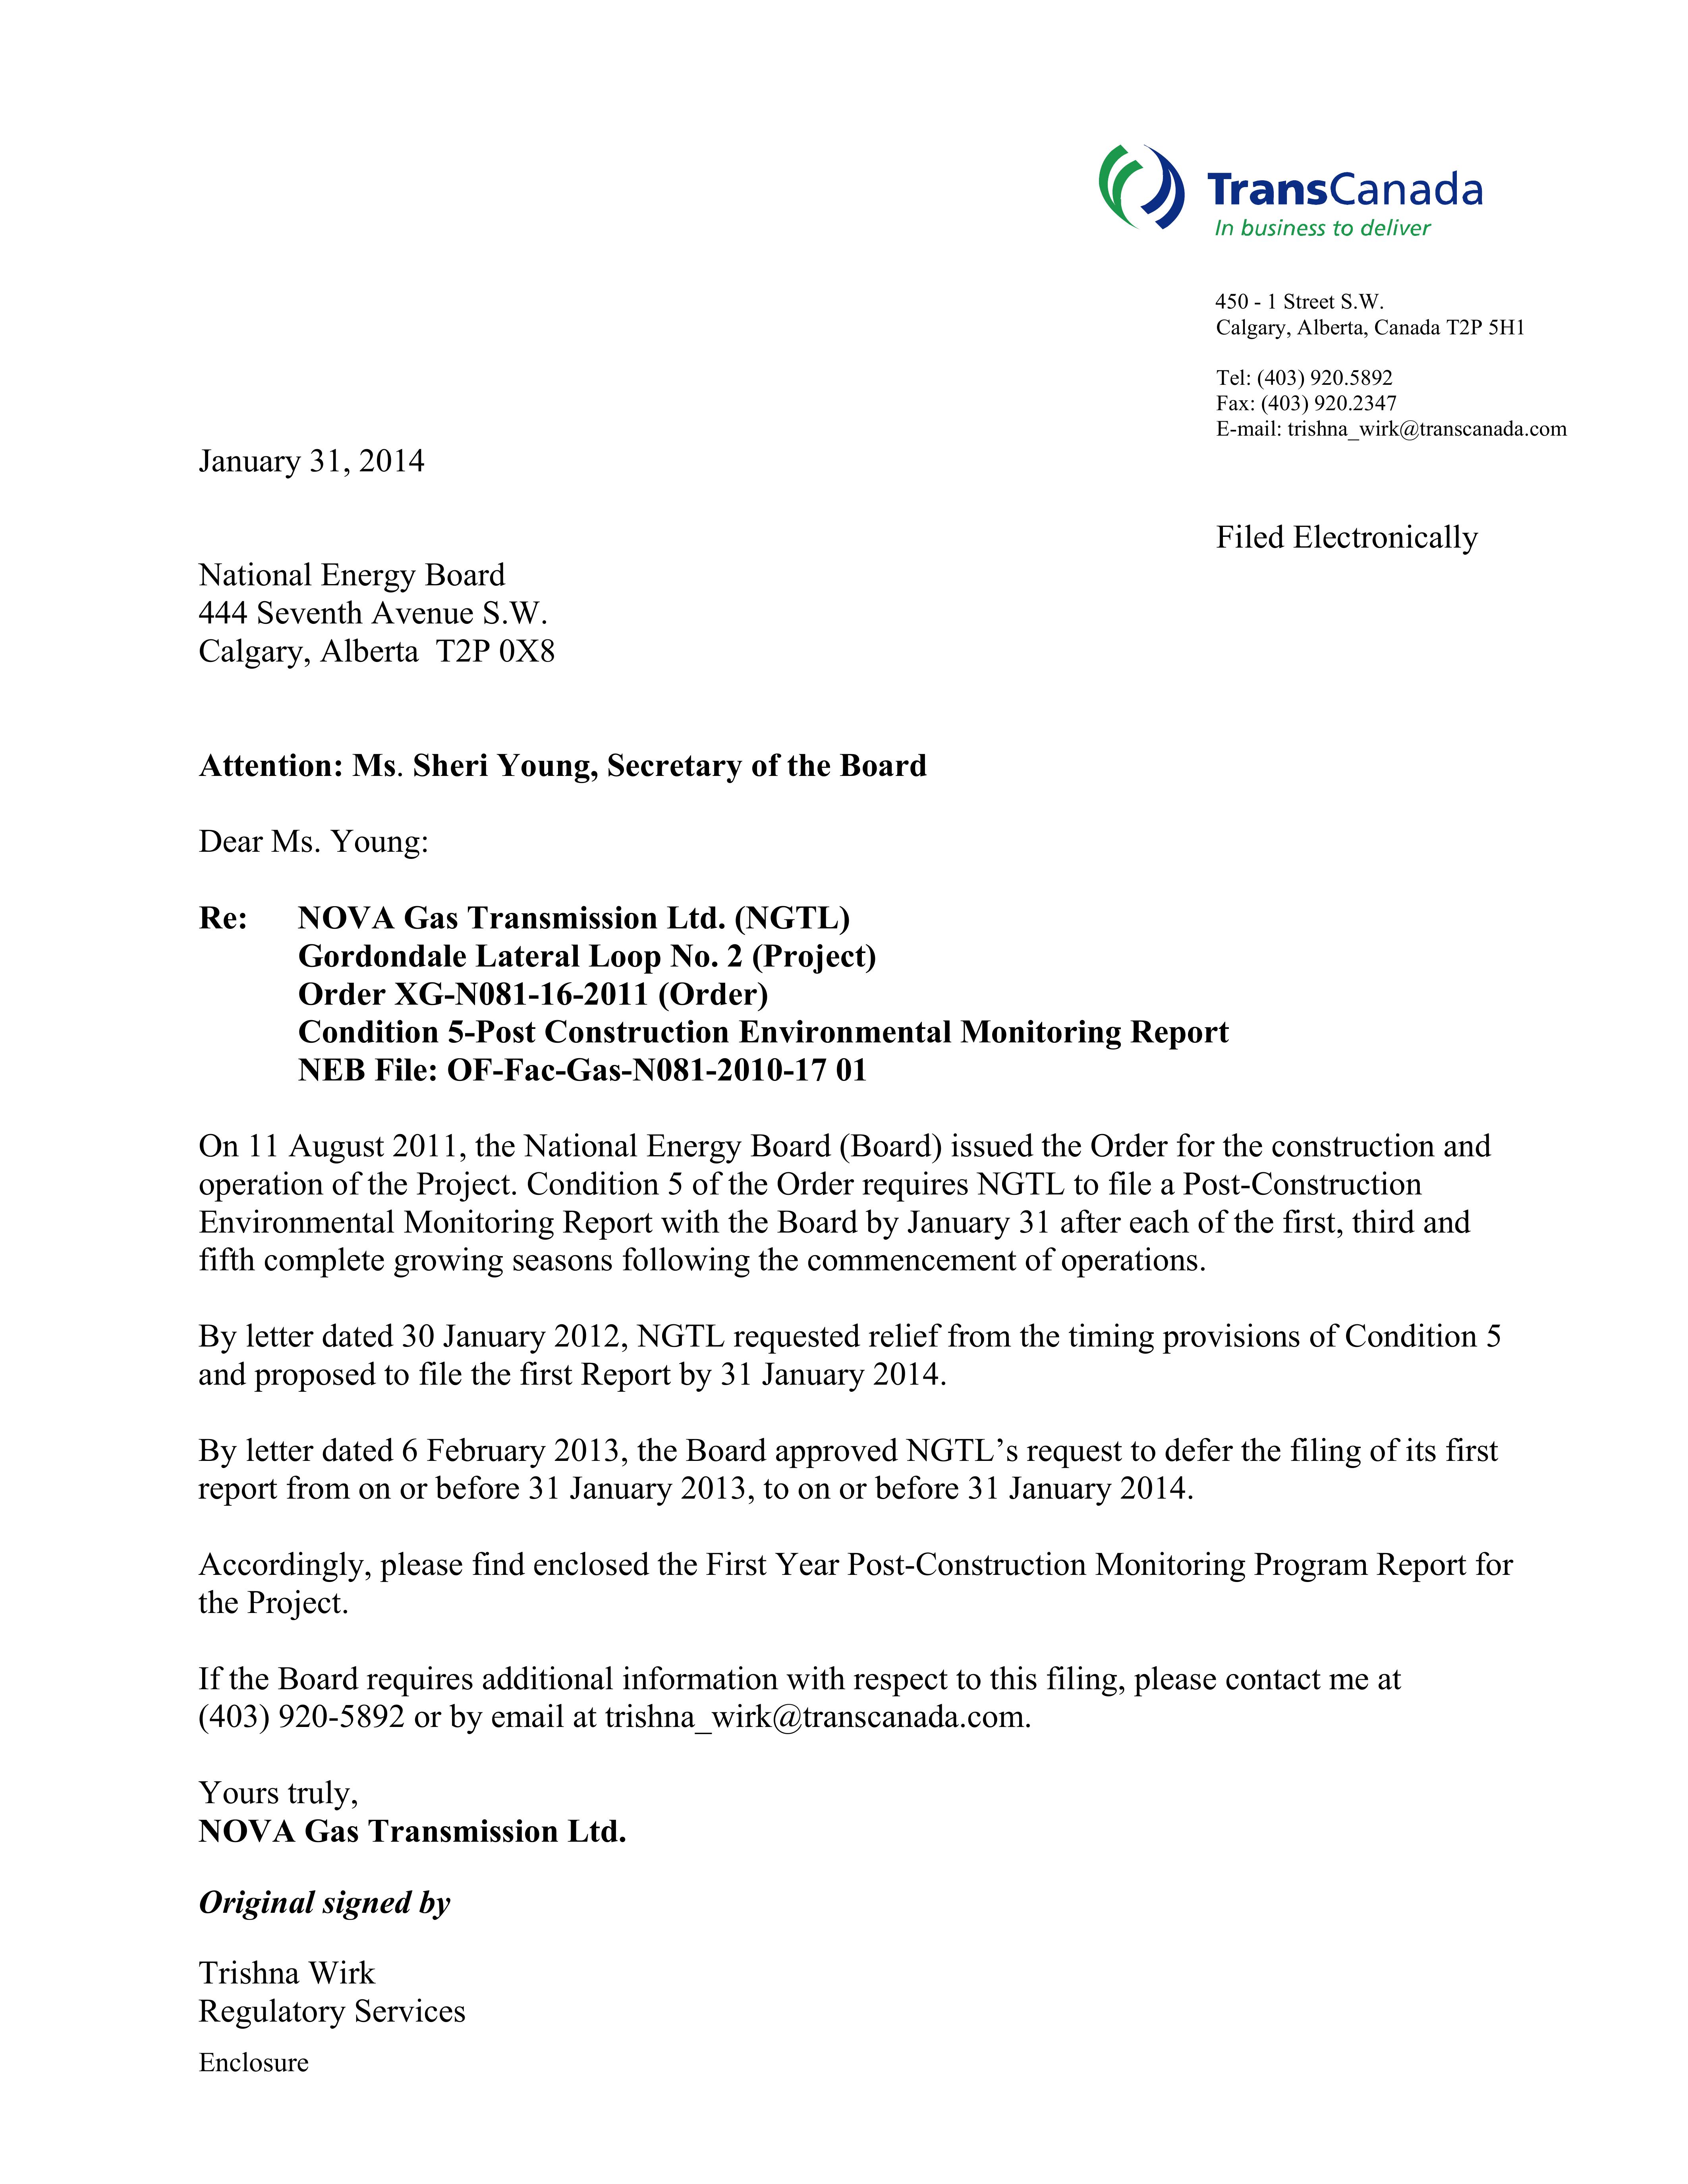 TransCanada
In business to deliver
450 - 1 Street S.W.
Calgary, Alberta, Canada T2P 5H1
Tel: (403) 920.5892
Fax: (403) 920.2347
E-mail: trishna_wirk@transcanada.com
January 31, 2014
Filed Electronically
National Energy Board
444 Seventh Avenue S.W.
Calgary, Alberta  T2P 0X8
Attention: Ms. Sheri Young, Secretary of the Board
Dear Ms. Young:
Re: NOVA Gas Transmission Ltd. (NGTL)
Gordondale Lateral Loop No. 2 (Project)
Order XG-N081-16-2011 (Order)
Condition 5-Post Construction Environmental Monitoring Report
NEB File: OF-Fac-Gas-N081-2010-17 01
On 11 August 2011, the National Energy Board (Board) issued the Order for the construction and
operation of the Project. Condition 5 of the Order requires NGTL to file a Post-Construction
Environmental Monitoring Report with the Board by January 31 after each of the first, third and
fifth complete growing seasons following the commencement of operations.
By letter dated 30 January 2012, NGTL requested relief from the timing provisions of Condition 5
and proposed to file the first Report by 31 January 2014.
By letter dated 6 February 2013, the Board approved NGTL’s request to defer the filing of its first
report from on or before 31 January 2013, to on or before 31 January 2014.
Accordingly, please find enclosed the First Year Post-Construction Monitoring Program Report for
the Project.
If the Board requires additional information with respect to this filing, please contact me at
(403) 920-5892 or by email at trishna_wirk@transcanada.com.
Yours truly,
NOVA Gas Transmission Ltd.
Original signed by
Trishna Wirk
Regulatory Services
Enclosure